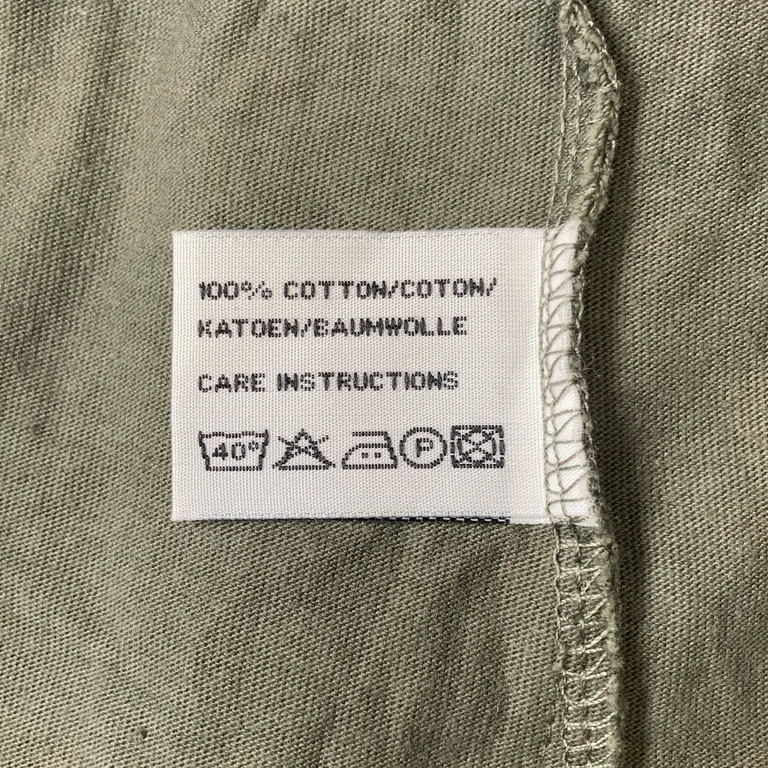 100% COTTON/COTON/
KATOEN/BAUMWOLLE
CARE INSTRUCTIONS
40° P